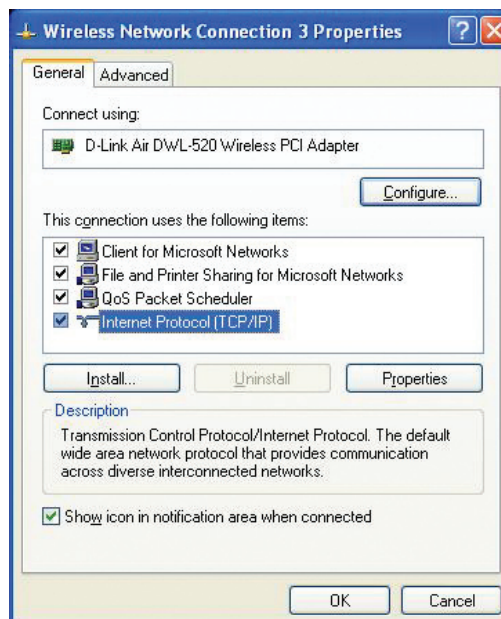 Wireless Network Connection 3 Properties
General Advanced
Connect using:
D-Link Air DWL-520 Wireless PCI Adapter
Configure...
This connection uses the following items:
Client for Microsoft Networks
File and Printer Sharing for Microsoft Networks
QoS Packet Scheduler
Internet Protocol (TCP/IP)
Install... Uninstall Properties
Description
Transmission Control Protocol/Internet Protocol. The default
wide area network protocol that provides communication
across diverse interconnected networks.
Show icon in notification area when connected
OK Cancel